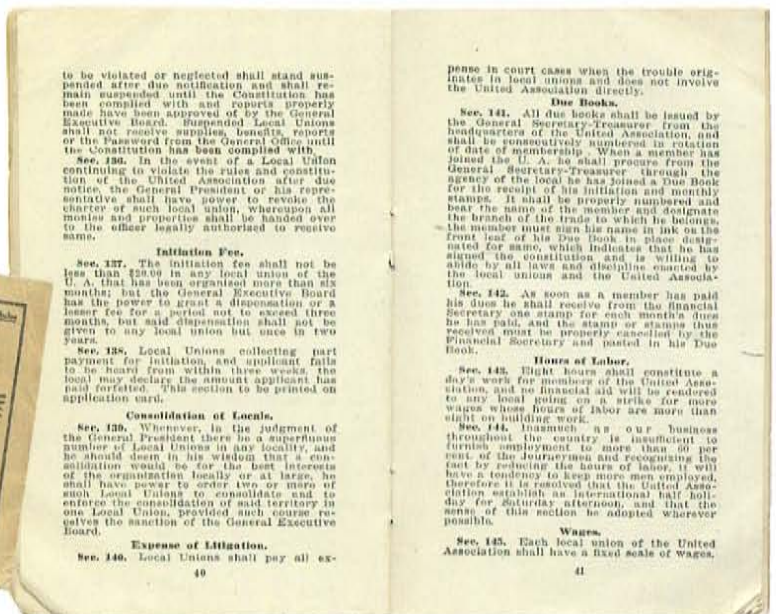 to be violated or neglected shall stand sus-
pended after due notification and shall re-
main suspended until the Constitution has
been complied with and reports properly
made have been approved of by the General
Executive Board. Suspended Local Unions
shall not receive supplies, benefits, reports
or the Password from the General Office until
the Constitution has been complied with.
Sec. 136. In the event of a Local Union
continuing to violate the rules and constitu-
tion of the United Association after due
notice, the General President or his repre-
sentative shall have power to revoke the
charter of such local union, whereupon all
monies and properties shall be handed over
to the officer legally authorized to receive
same.
Initiation Fee.
Sec. 137. The initiation fee shall not be
less than $20.00 in any local union of the
U. A. that has been organized more than six
months; but the General Executive Board
has the power to grant a dispensation or a
lesser fee for a period not to exceed three
months, but said dispensation shall not be
given to any local union but once in two
years.
Sec. 138. Local Unions collecting part
payment for initiation, and applicant fails
to be heard from within three weeks, the
local may declare the amount applicant has
paid forfeited. This section to be printed on
application card.
Consolidation of Locals.
Sec. 139. Whenever, in the judgment of
the General President there be a superfluous
number of Local Unions in any locality, and
he should deem in his wisdom that a con-
solidation would be for the best interests
of the organization locally or at large, he
shall have power to order two or more of
such Local Unions to consolidate and to
enforce the consolidation of said territory in
one Local Union, provided such course re-
ceives the sanction of the General Executive
Board.
Expense of Litigation.
Sec. 140. Local Unions shall pay all ex-
40
pense in court cases when the trouble orig-
inates in local unions and does not involve
the United Association directly.
Due Books.
Sec. 141. All due books shall be issued by
the General Secretary-Treasurer from the
headquarters of the United Association, and
shall be consecutively numbered in rotation
of date of membership. When a member has
joined the U. A. he shall procure from the
General Secretary-Treasurer through the
agency of the local he has joined a Due Book
for the receipt of his initiation and monthly
stamps. It shall be properly numbered and
bear the name of the member and designate
the branch of the trade to which he belongs.
the member must sign his name in ink on the
front leaf of his Due book in place desig-
nated for same, which indicates that he has
signed the constitution and is willing to
abide by all laws and discipline enacted by
the local unions and the United Associa-
tion.
Sec. 142. As soon as a member has paid
his dues he shall receive from the financial
Secretary one stamp for each month's dues
he has paid, and the stamp or stamps thus
received must be properly cancelled by the
Financial Secretary and pasted in his Due
Book.
Hours of Labor.
Sec. 143. Eight hours shall constitute a
day's work for members of the United Asso-
ciation, and no financial aid will be rendered
to any local going on a strike for more
wages whose hours of labor are more than
eight on building work.
Sec. 144. Inasmuch as our business
throughout the country is insufficient to
furnish employment to more than 60 per
cent. of the Journeymen and recognizing the
fact by reducing the hours of labor, it will
have a tendency to keep more men employed,
therefore it is resolved that the United Asso-
ciation establish as international half holi-
day for Saturday afternoon, and that the
sense of this section be adopted wherever
possible.
Wages.
Sec. 145. Each local union of the United
Association shall have a fixed scale of wages.
41